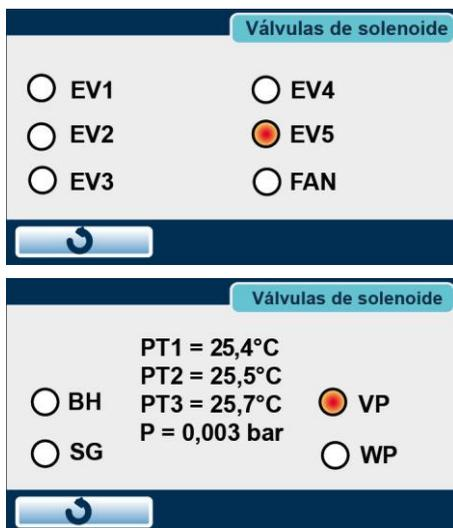 Válvulas de solenoide
EV1 EV4
EV2 EV5
EV3 FAN
Válvulas de solenoide
PT1 = 25,4°C
PT2 = 25,5°C
BH PT3 = 25,7°C VP
P = 0,003 bar
SG WP